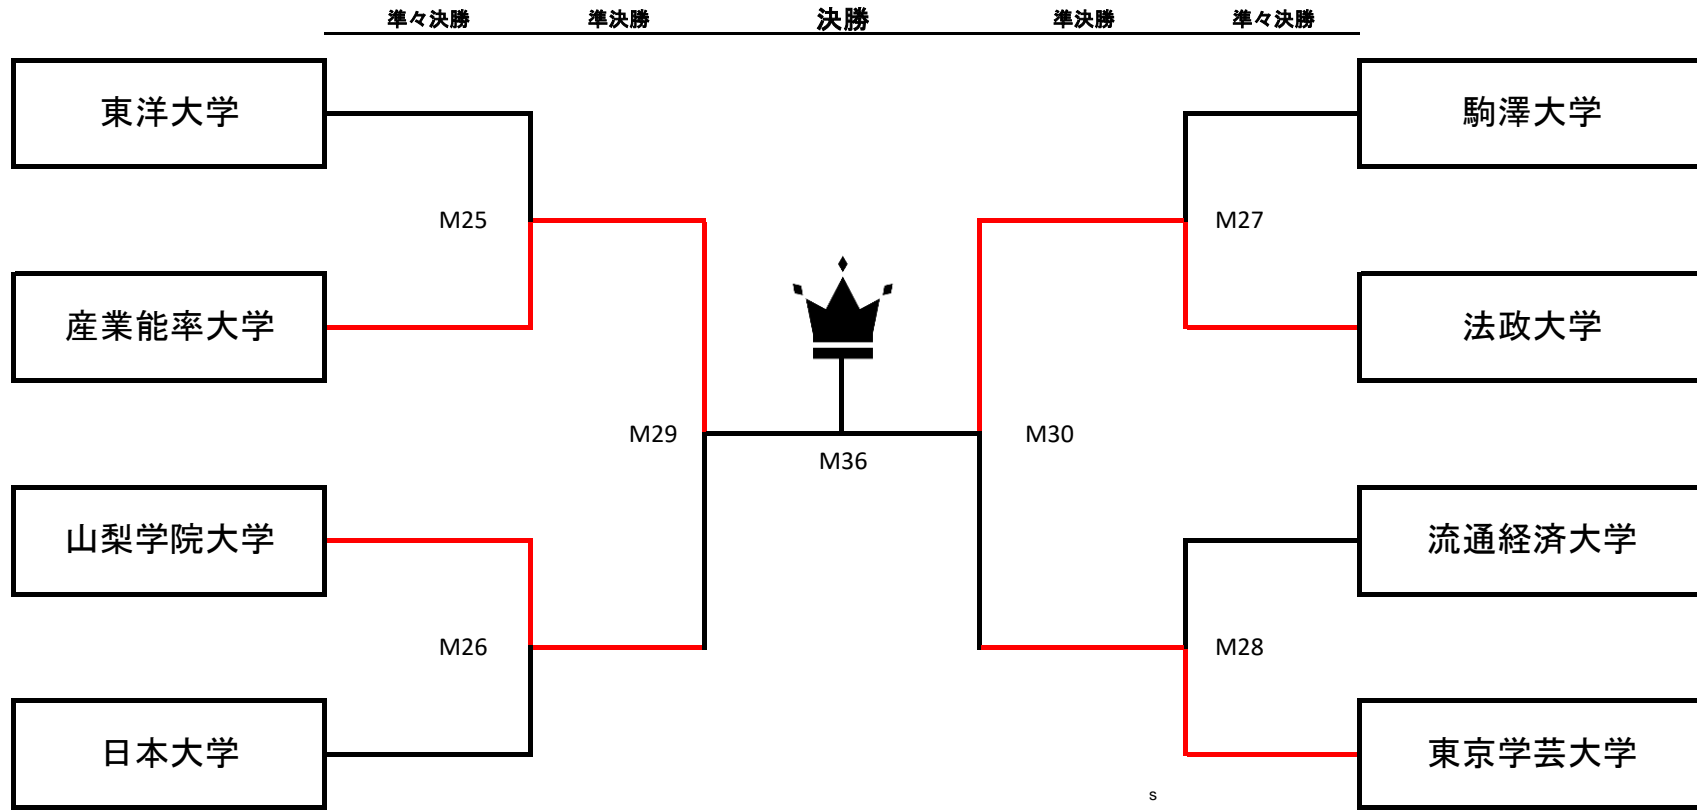 準々決勝 準決勝 決勝 準決勝 準々決勝
東洋大学 駒澤大学
M25 M27
産業能率大学 法政大学
M29 M30
M36
山梨学院大学 流通経済大学
M26 M28
日本大学 東京学芸大学
s